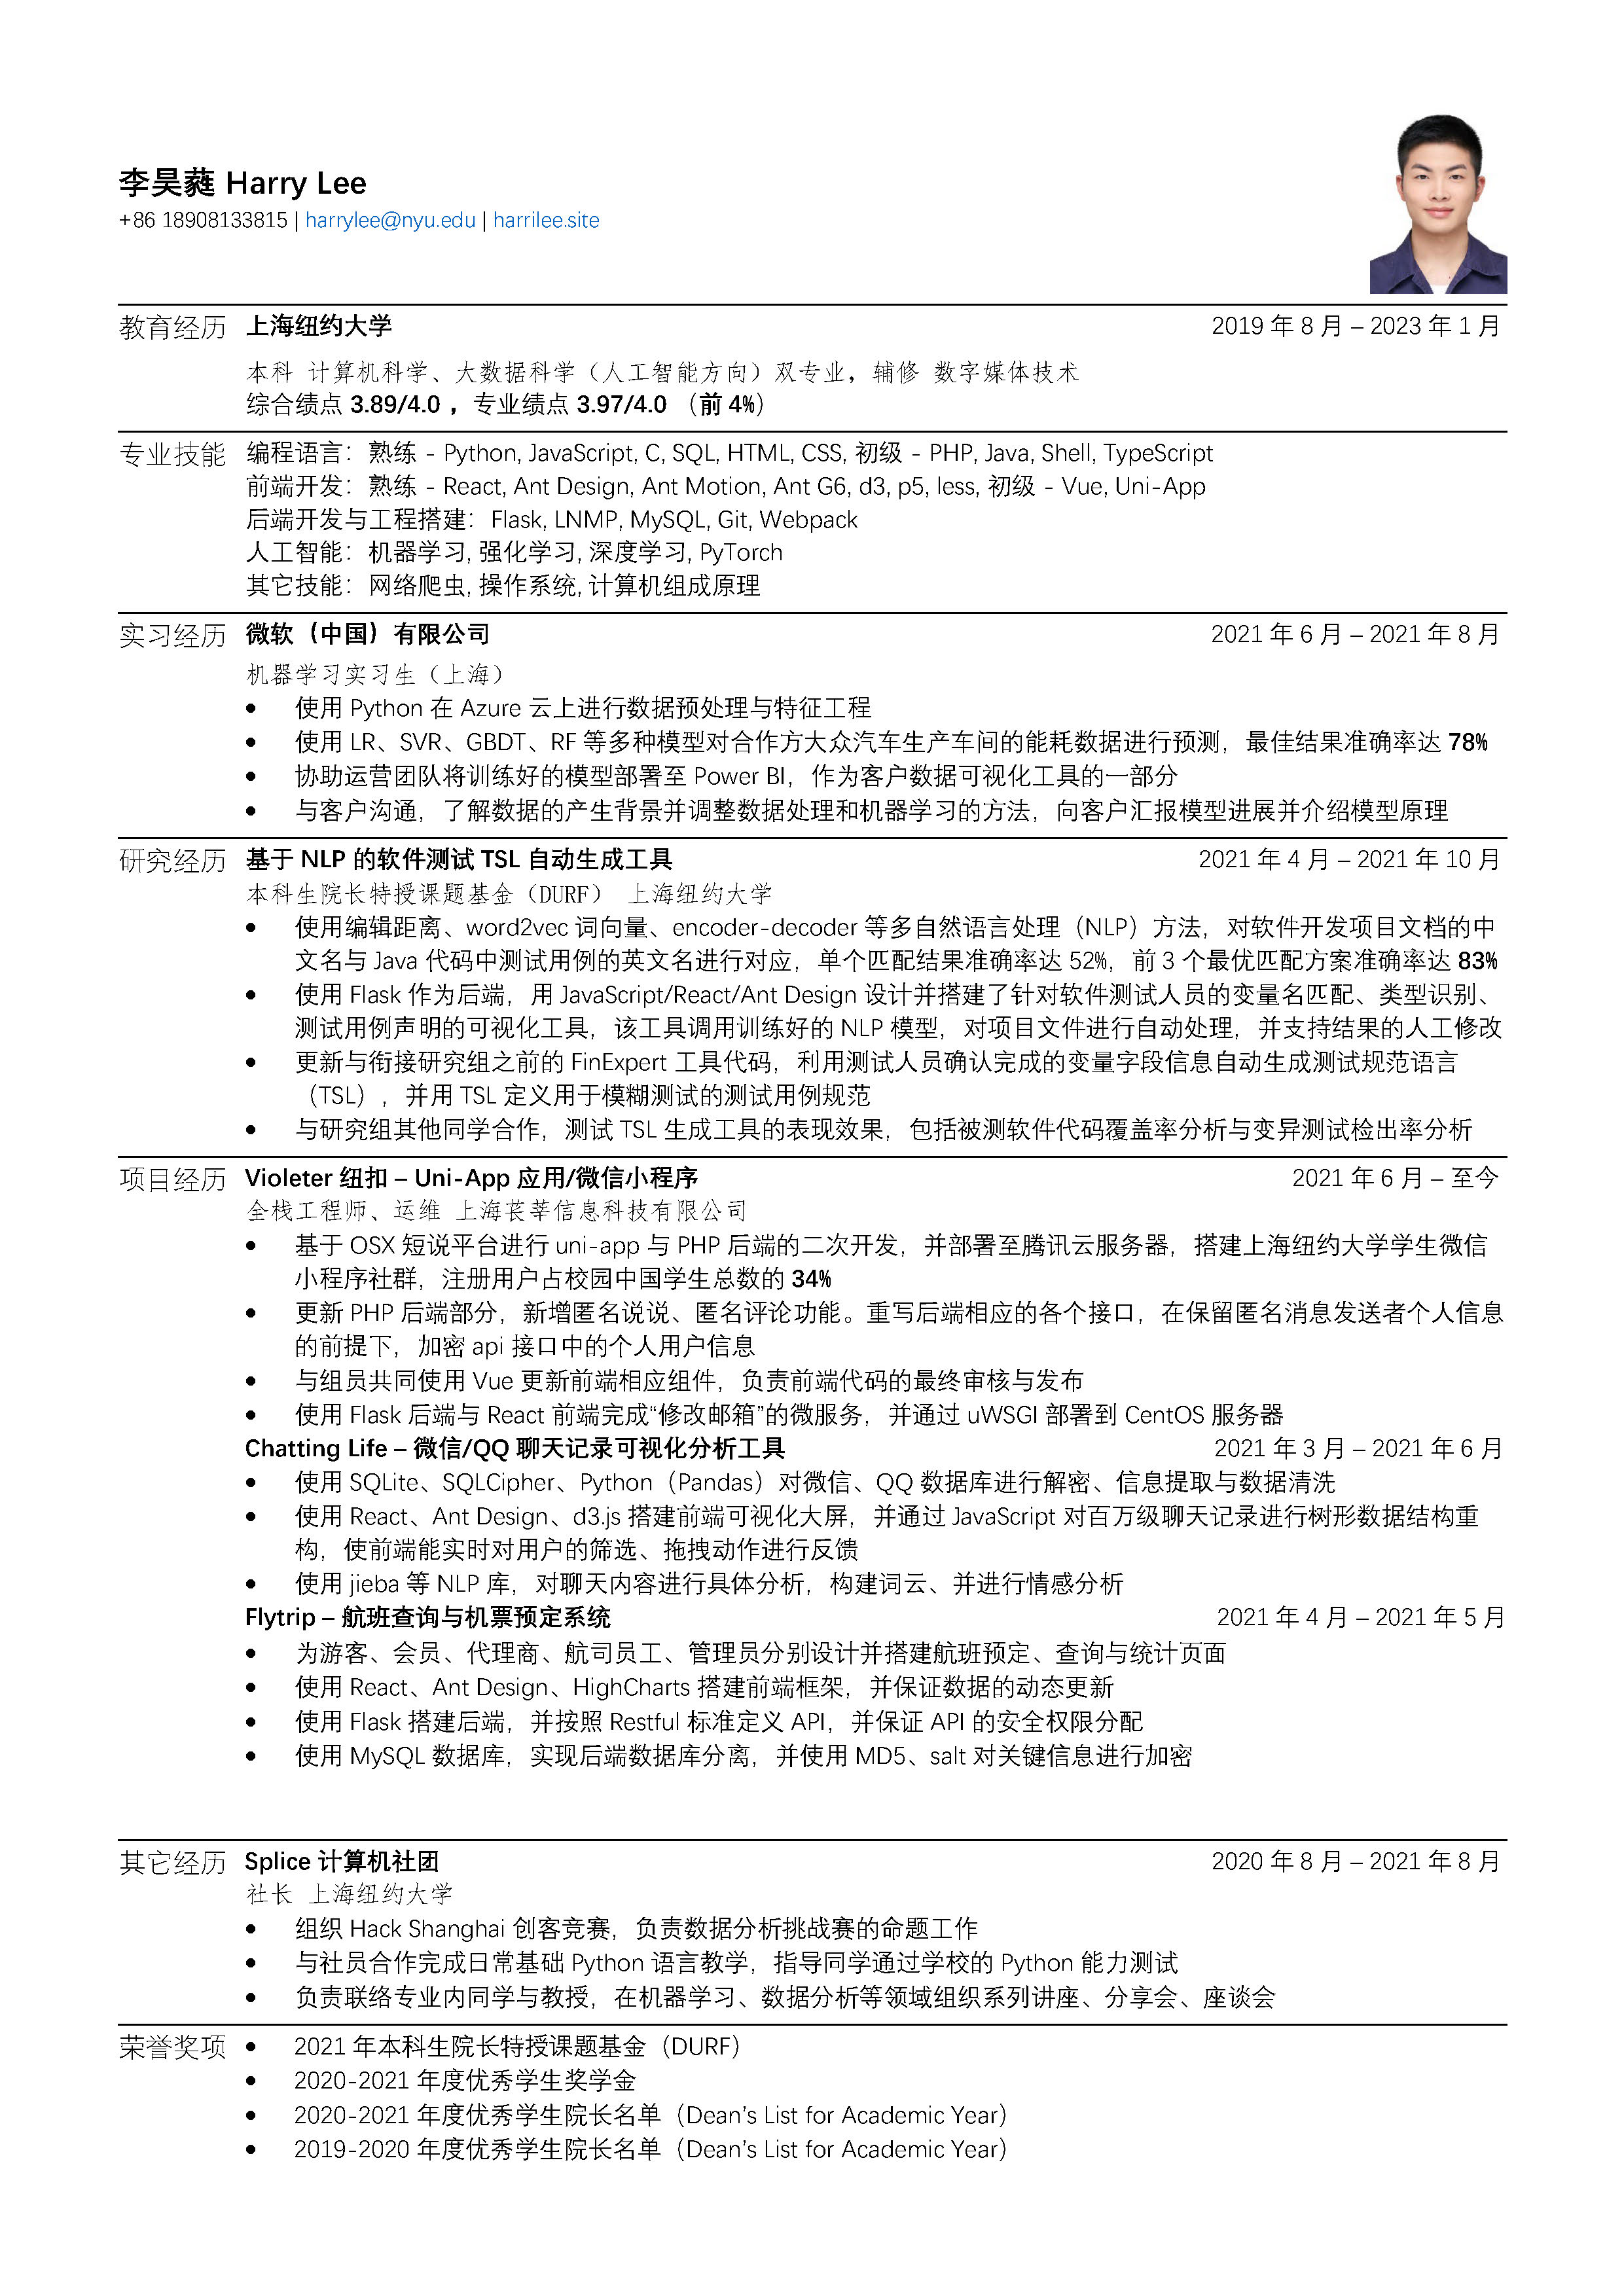 李昊蕤 Harry Lee
+86 18908133815 | harrylee@nyu.edu | harrilee.site
教育经历 上海纽约大学 2019 年 8 月 – 2023 年 1 月
本科 计算机科学、大数据科学（人工智能方向）双专业，辅修 数字媒体技术
综合绩点 3.89/4.0 ，专业绩点 3.97/4.0 （前 4%）
专业技能 编程语言：熟练 - Python, JavaScript, C, SQL, HTML, CSS, 初级 - PHP, Java, Shell, TypeScript
前端开发：熟练 - React, Ant Design, Ant Motion, Ant G6, d3, p5, less, 初级 - Vue, Uni-App
后端开发与工程搭建：Flask, LNMP, MySQL, Git, Webpack
人工智能：机器学习, 强化学习, 深度学习, PyTorch
其它技能：网络爬虫, 操作系统, 计算机组成原理
实习经历 微软（中国）有限公司 2021 年 6 月 – 2021 年 8 月
机器学习实习生（上海）
● 使用 Python 在 Azure 云上进行数据预处理与特征工程
● 使用 LR、SVR、GBDT、RF 等多种模型对合作方大众汽车生产车间的能耗数据进行预测，最佳结果准确率达 78%
● 协助运营团队将训练好的模型部署至 Power BI，作为客户数据可视化工具的一部分
● 与客户沟通，了解数据的产生背景并调整数据处理和机器学习的方法，向客户汇报模型进展并介绍模型原理
研究经历 基于 NLP 的软件测试 TSL 自动生成工具 2021 年 4 月 – 2021 年 10 月
本科生院长特授课题基金（DURF） 上海纽约大学
● 使用编辑距离、word2vec 词向量、encoder-decoder 等多自然语言处理（NLP）方法，对软件开发项目文档的中
文名与 Java 代码中测试用例的英文名进行对应，单个匹配结果准确率达 52%，前 3 个最优匹配方案准确率达 83%
● 使用 Flask 作为后端，用 JavaScript/React/Ant Design 设计并搭建了针对软件测试人员的变量名匹配、类型识别、
测试用例声明的可视化工具，该工具调用训练好的 NLP 模型，对项目文件进行自动处理，并支持结果的人工修改
● 更新与衔接研究组之前的 FinExpert 工具代码，利用测试人员确认完成的变量字段信息自动生成测试规范语言
（TSL），并用 TSL 定义用于模糊测试的测试用例规范
● 与研究组其他同学合作，测试 TSL 生成工具的表现效果，包括被测软件代码覆盖率分析与变异测试检出率分析
项目经历 Violeter 纽扣 – Uni-App 应用/微信小程序 2021 年 6 月 – 至今
全栈工程师、运维 上海苌莘信息科技有限公司
● 基于 OSX 短说平台进行 uni-app 与 PHP 后端的二次开发，并部署至腾讯云服务器，搭建上海纽约大学学生微信
小程序社群，注册用户占校园中国学生总数的 34%
● 更新 PHP 后端部分，新增匿名说说、匿名评论功能。重写后端相应的各个接口，在保留匿名消息发送者个人信息
的前提下，加密 api 接口中的个人用户信息
● 与组员共同使用 Vue 更新前端相应组件，负责前端代码的最终审核与发布
● 使用 Flask 后端与 React 前端完成“修改邮箱”的微服务，并通过 uWSGI 部署到 CentOS 服务器
Chatting Life – 微信/QQ 聊天记录可视化分析工具 2021 年 3 月 – 2021 年 6 月
● 使用 SQLite、SQLCipher、Python（Pandas）对微信、QQ 数据库进行解密、信息提取与数据清洗
● 使用 React、Ant Design、d3.js 搭建前端可视化大屏，并通过 JavaScript 对百万级聊天记录进行树形数据结构重
构，使前端能实时对用户的筛选、拖拽动作进行反馈
● 使用 jieba 等 NLP 库，对聊天内容进行具体分析，构建词云、并进行情感分析
Flytrip – 航班查询与机票预定系统 2021 年 4 月 – 2021 年 5 月
● 为游客、会员、代理商、航司员工、管理员分别设计并搭建航班预定、查询与统计页面
● 使用 React、Ant Design、HighCharts 搭建前端框架，并保证数据的动态更新
● 使用 Flask 搭建后端，并按照 Restful 标准定义 API，并保证 API 的安全权限分配
● 使用 MySQL 数据库，实现后端数据库分离，并使用 MD5、salt 对关键信息进行加密
其它经历 Splice 计算机社团 2020 年 8 月 – 2021 年 8 月
社长 上海纽约大学
● 组织 Hack Shanghai 创客竞赛，负责数据分析挑战赛的命题工作
● 与社员合作完成日常基础 Python 语言教学，指导同学通过学校的 Python 能力测试
● 负责联络专业内同学与教授，在机器学习、数据分析等领域组织系列讲座、分享会、座谈会
荣誉奖项 ● 2021 年本科生院长特授课题基金（DURF）
● 2020-2021 年度优秀学生奖学金
● 2020-2021 年度优秀学生院长名单（Dean’s List for Academic Year）
● 2019-2020 年度优秀学生院长名单（Dean’s List for Academic Year）